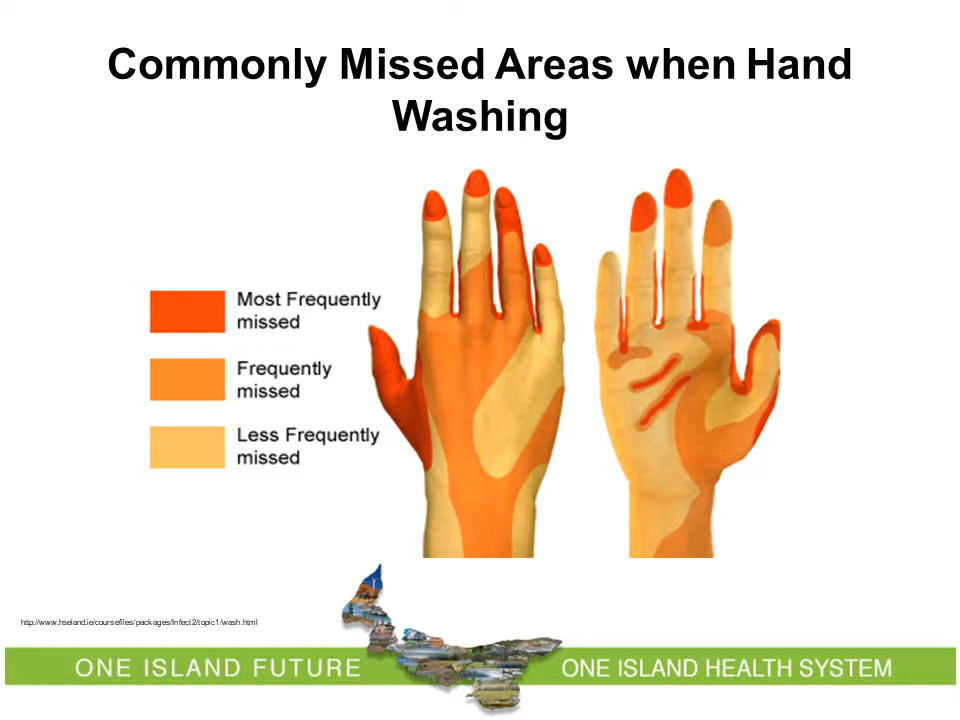 Commonly Missed Areas when Hand
Washing
Most Frequently
missed
Frequently
missed
Less Frequently
missed
http://www.hseland.ie/coursefiles/packages/Infect2/topic1/wash.html
ONE ISLAND FUTURE
ONE ISLAND HEALTH SYSTEM